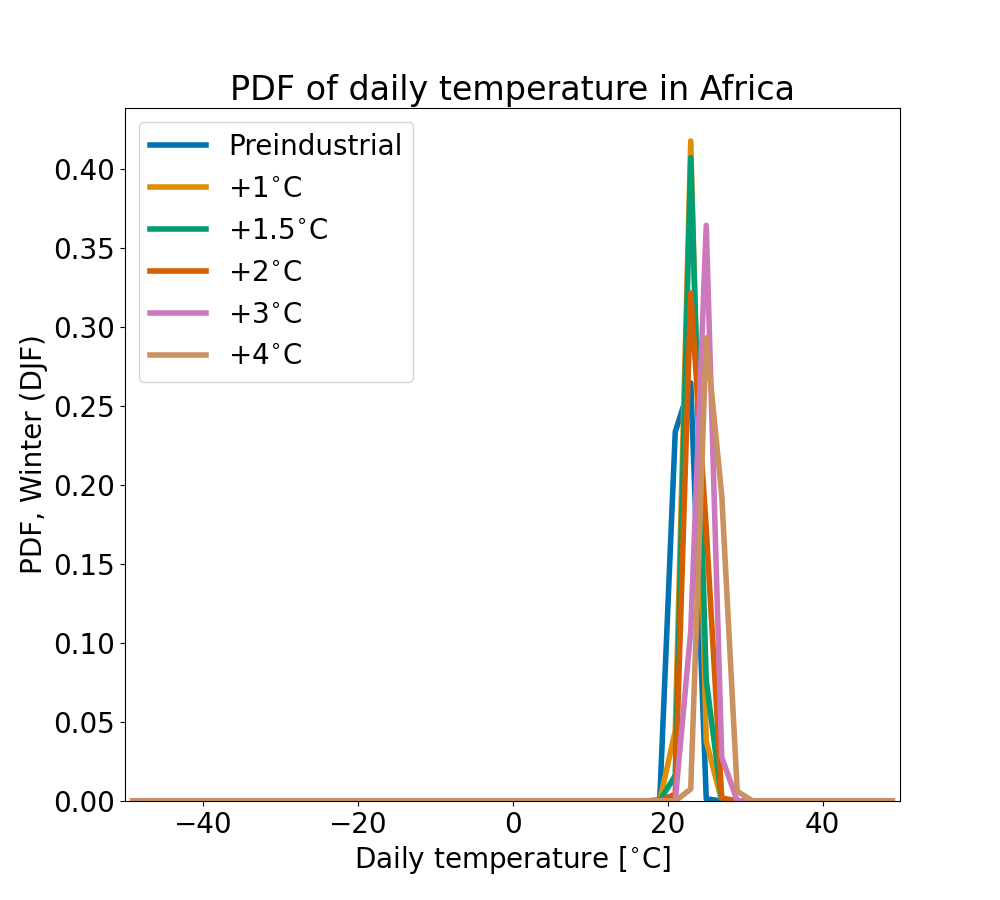 PDF of daily temperature in Africa
Preindustrial
+1°C
+1.5°C
+2°C
+3°C
+4°C
PDF, Winter (DJF)
0.40
0.35
0.30
0.25
0.20
0.15
0.10
0.05
0.00
−40 −20 0 20 40
Daily temperature [°C]